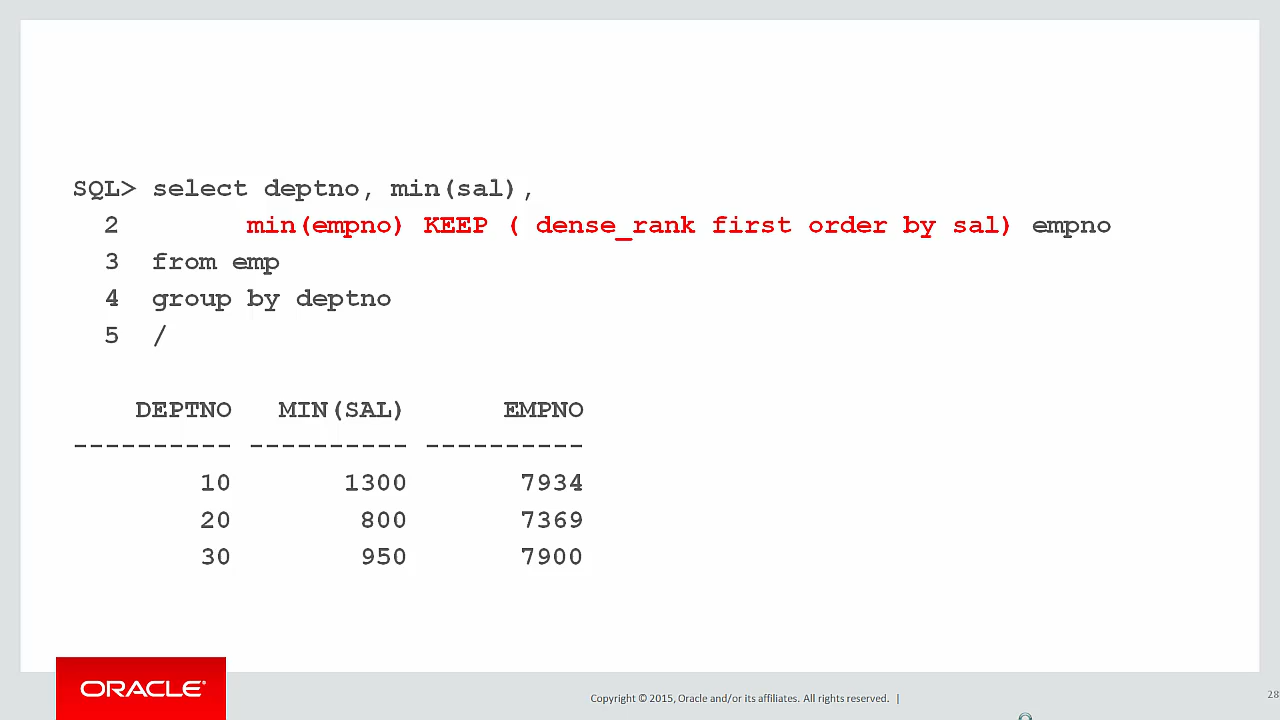 SQL> select deptno, min(sal),
2 min(empno) KEEP ( dense_rank first order by sal) empno
3 from emp
4 group by deptno
5 /
DEPTNO MIN(SAL) EMPNO
---------- ---------- ----------
10 1300 7934
20 800 7369
30 950 7900
ORACLE®
Copyright © 2015, Oracle and/or its affiliates. All rights reserved. |
28